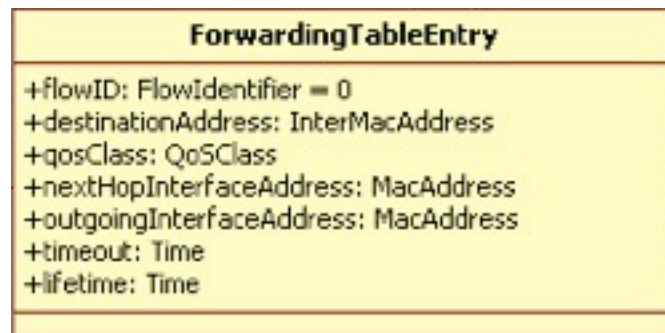 ForwardingTableEntry
+flowID: FlowIdentifier = 0
+destinationAddress: InterMacAddress
+qosClass: QoSClass
+nextHopInterfaceAddress: MacAddress
+outgoingInterfaceAddress: MacAddress
+timeout: Time
+lifetime: Time